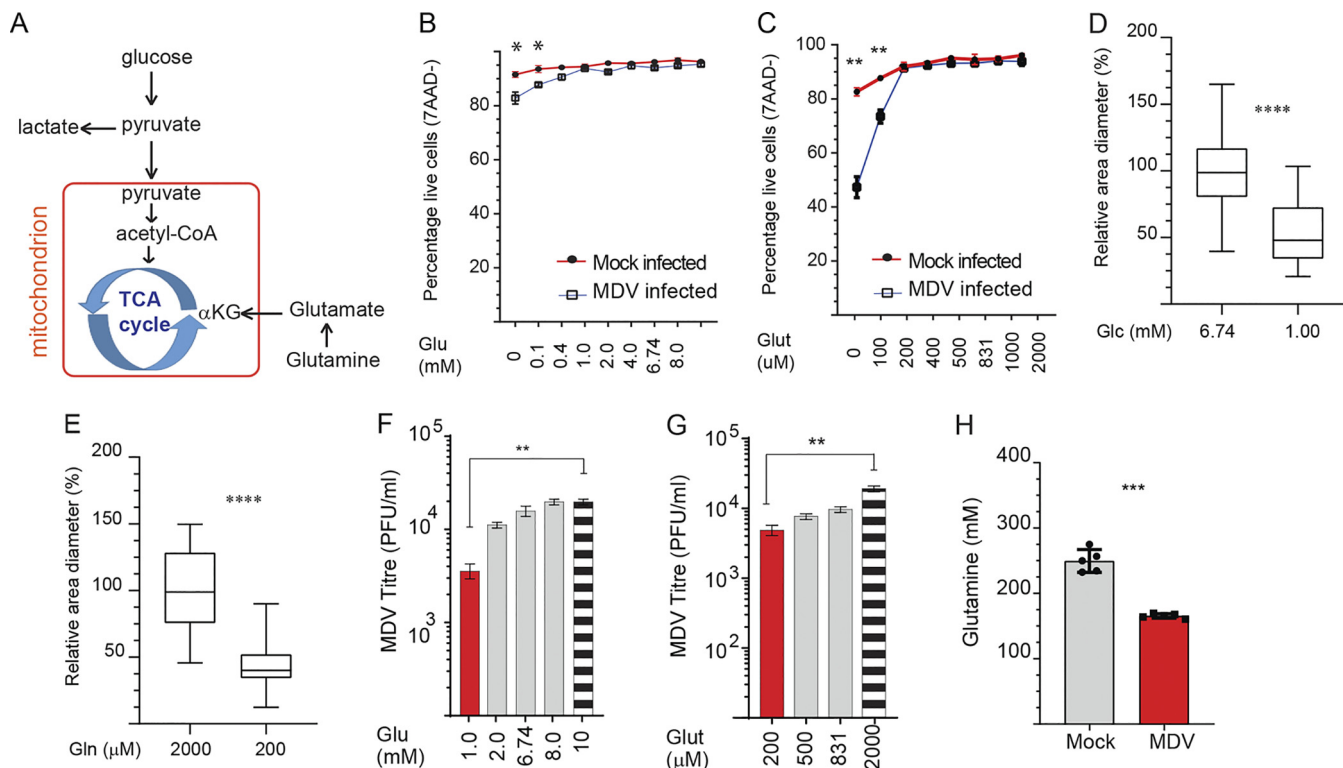 A
glucose
lactate
pyruvate
pyruvate
acetyl-CoA
TCA
cycle
αKG
Glutamate
Glutamine
mitochondrion
B
Percentage live cells (7AAD-)
100
80
60
40
20
* *
Mock infected
MDV infected
Glu
(mM)
0
0.1
0.4
1.0
2.0
4.0
6.74
8.0
C
Percentage live cells (7AAD-)
100
80
60
40
20
**
**
Mock infected
MDV infected
Glut
(uM)
0
100
200
400
500
831
1000
2000
D
Relative area diameter (%)
200
150
100
50
****
Glc (mM)
6.74
1.00
E
Relative area diameter (%)
200
150
100
50
****
Gln (μM)
2000
200
F
MDV Titre (PFU/ml)
10⁵
10⁴
10³
**
Glu
(mM)
1.0
2.0
6.74
8.0
10
G
MDV Titre (PFU/ml)
10⁵
10⁴
10³
10²
**
Glut
(μM)
200
500
831
2000
H
Glutamine (mM)
350
250
150
50
0
***
Mock
MDV